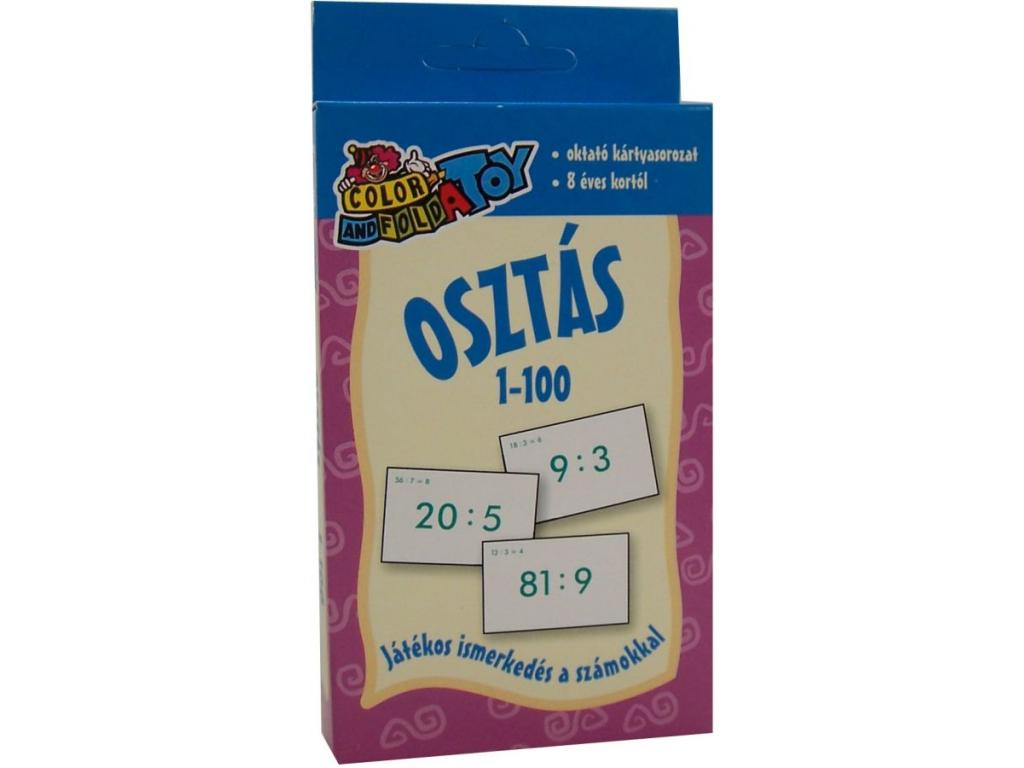 COLOR
AND FOLD A TOY
• oktató kártyasorozat
• 8 éves kortól
OSZTÁS
1-100
18 : 3 = 6
9 : 3
56 : 7 = 8
20 : 5
12 : 3 = 4
81 : 9
Játékos ismerkedés a számokkal